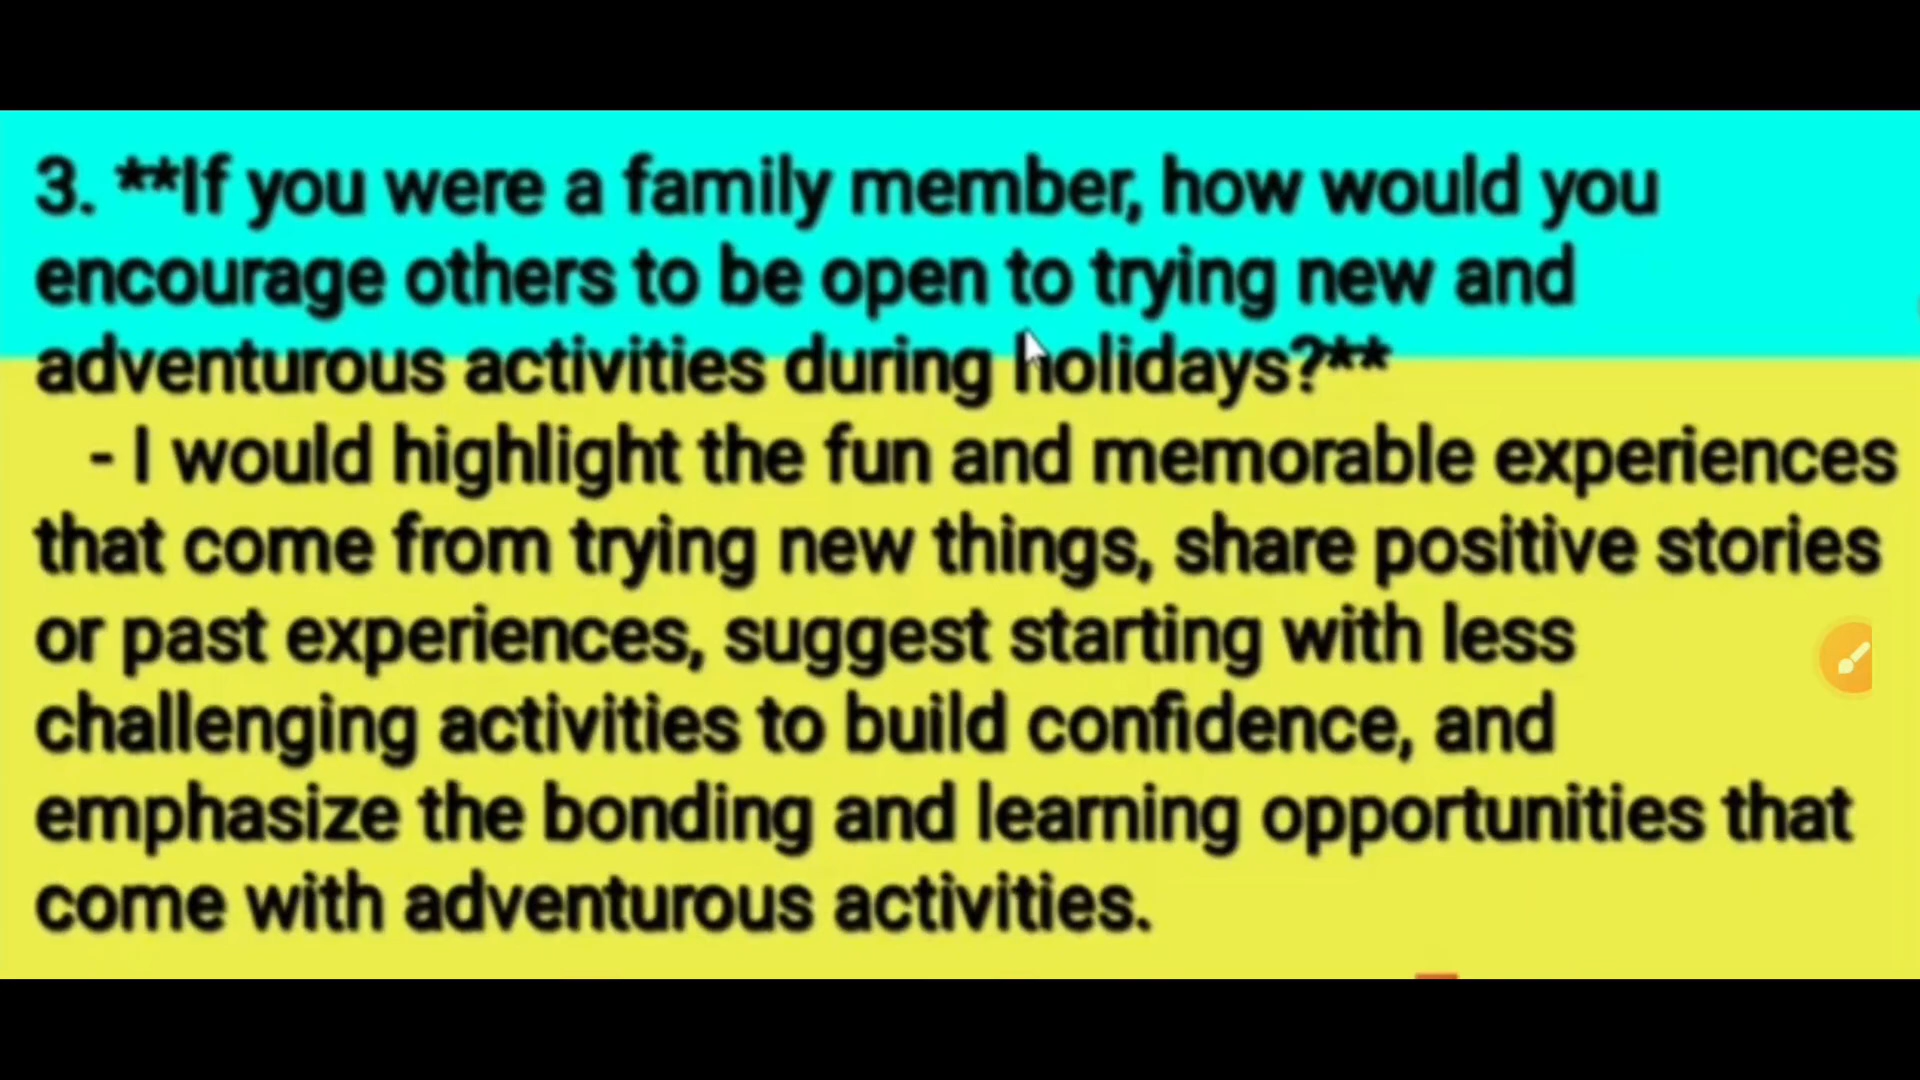 3. **If you were a family member, how would you
encourage others to be open to trying new and
adventurous activities during holidays?**
- I would highlight the fun and memorable experiences
that come from trying new things, share positive stories
or past experiences, suggest starting with less
challenging activities to build confidence, and
emphasize the bonding and learning opportunities that
come with adventurous activities.